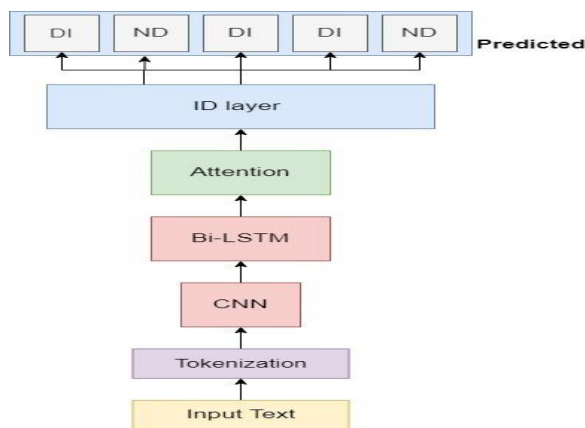 DI ND DI DI ND
Predicted
ID layer
Attention
Bi-LSTM
CNN
Tokenization
Input Text